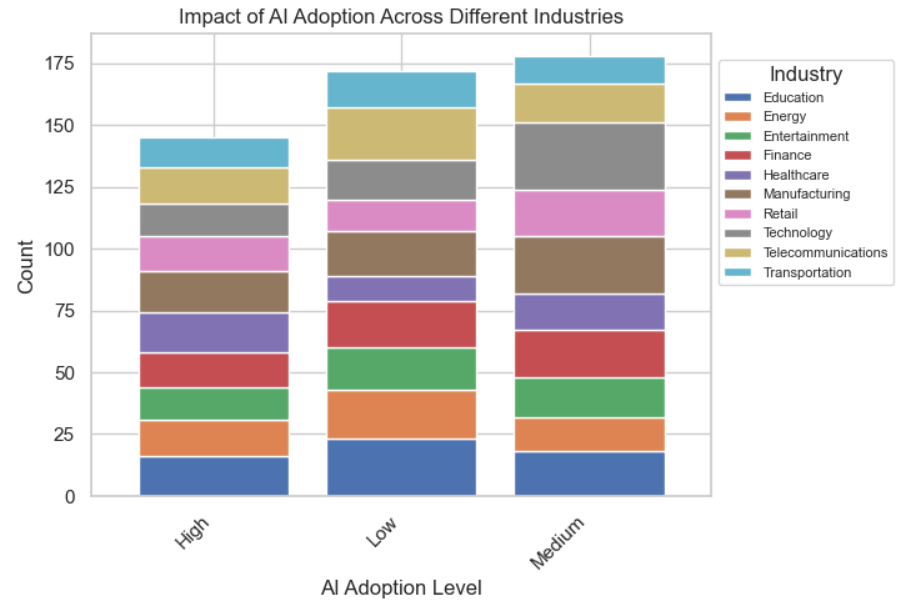 Impact of AI Adoption Across Different Industries
Count
175
150
125
100
75
50
25
0
High
Low
Medium
AI Adoption Level
Industry
Education
Energy
Entertainment
Finance
Healthcare
Manufacturing
Retail
Technology
Telecommunications
Transportation